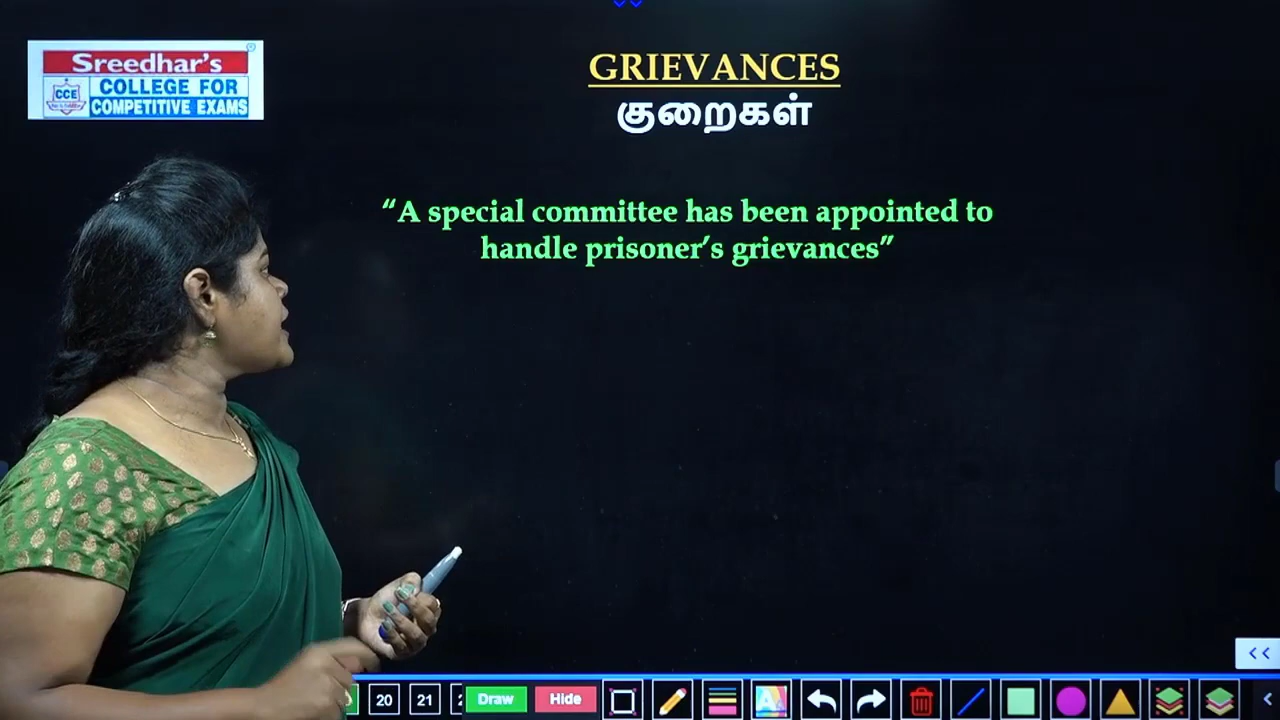 Sreedhar's
CCE
COLLEGE FOR
COMPETITIVE EXAMS
GRIEVANCES
குறைகள்
“A special committee has been appointed to
handle prisoner’s grievances”
20
21
Draw
Hide